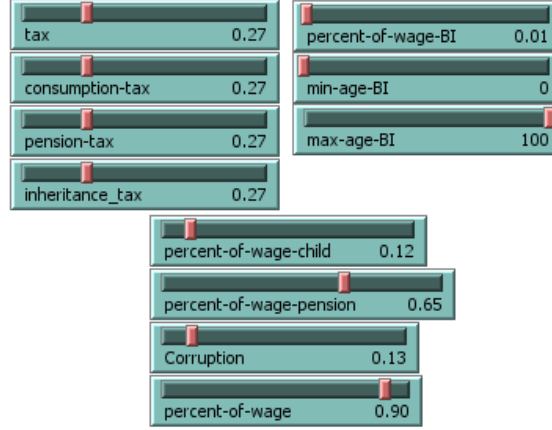 tax 0.27
percent-of-wage-BI 0.01
consumption-tax 0.27
min-age-BI 0
pension-tax 0.27
max-age-BI 100
inheritance_tax 0.27
percent-of-wage-child 0.12
percent-of-wage-pension 0.65
Corruption 0.13
percent-of-wage 0.90